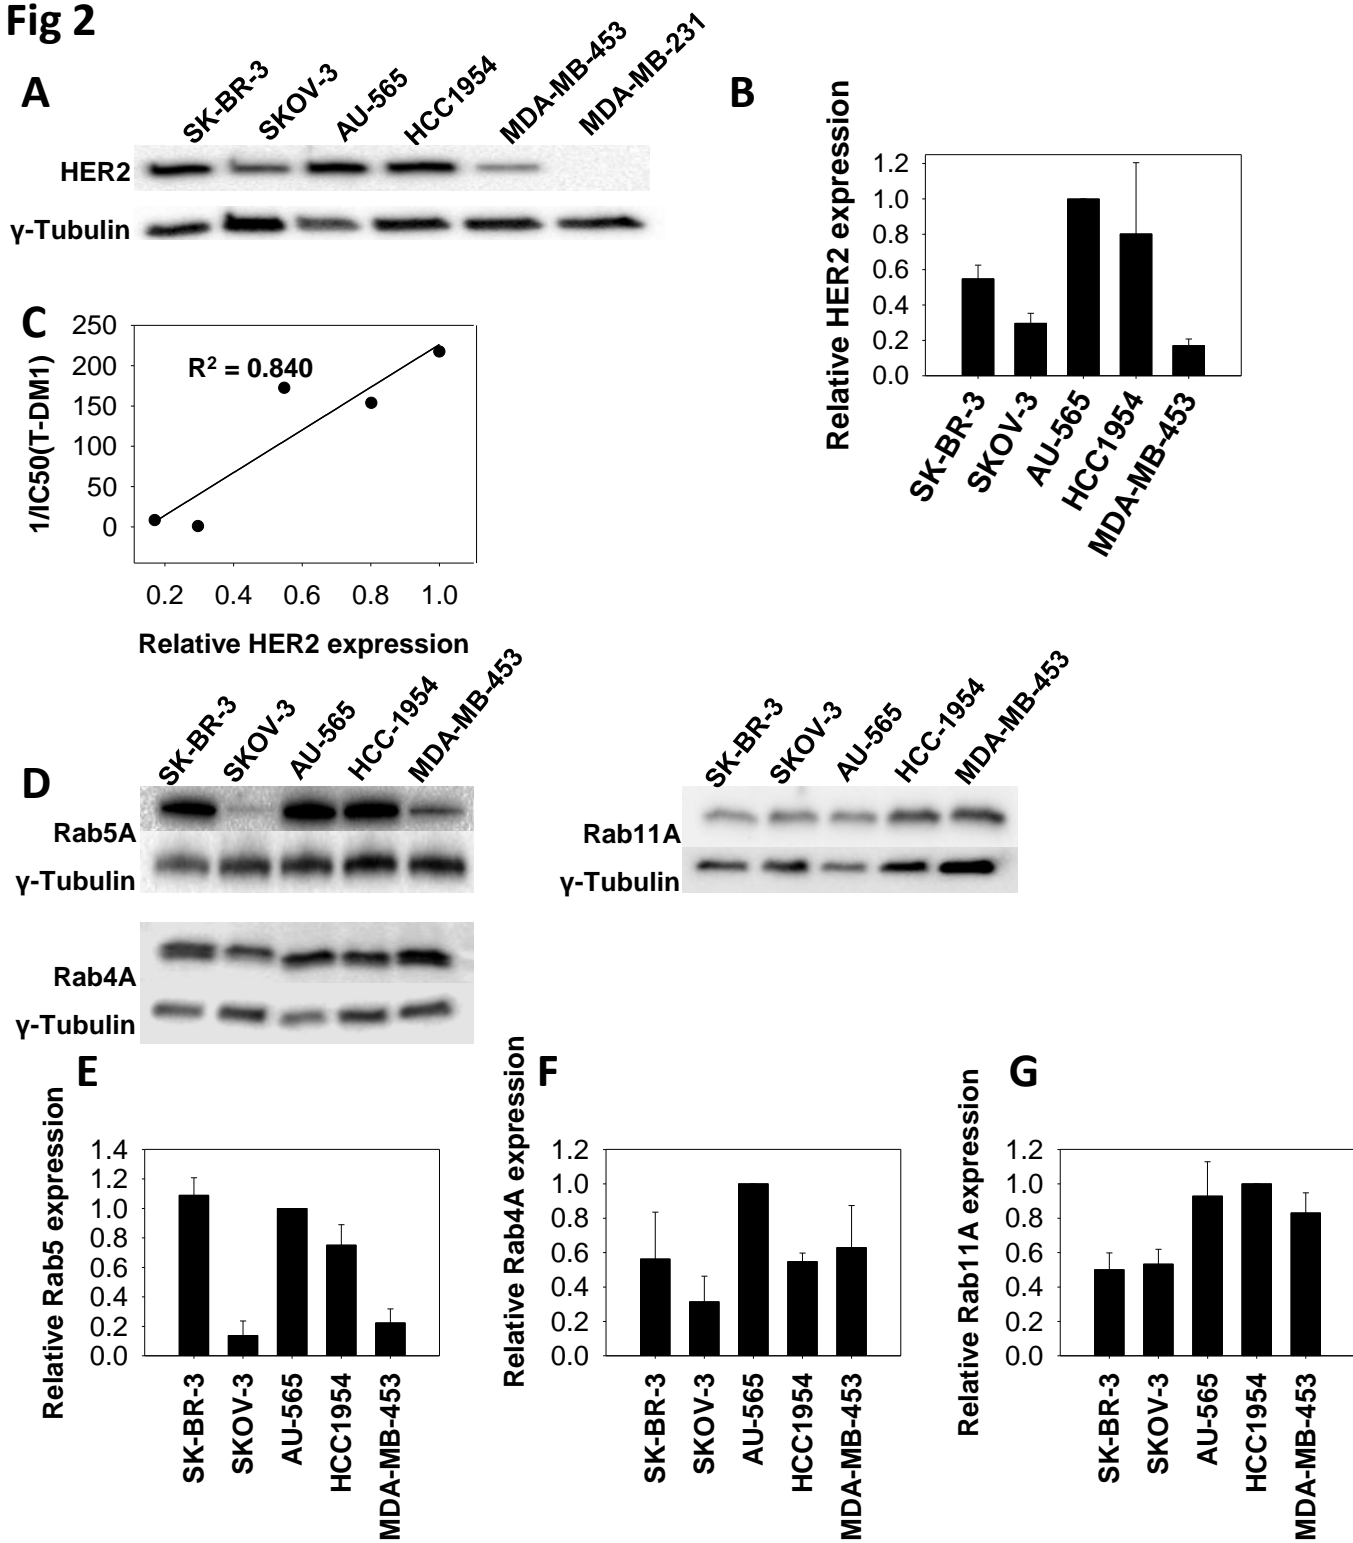 Fig 2
A
SK-BR-3
SKOV-3
AU-565
HCC1954
MDA-MB-453
MDA-MB-231
HER2
γ-Tubulin
B
Relative HER2 expression
1.2
1.0
0.8
0.6
0.4
0.2
0.0
SK-BR-3
SKOV-3
AU-565
HCC1954
MDA-MB-453
C
1/IC50(T-DM1)
250
200
150
100
50
0
R² = 0.840
0.2 0.4 0.6 0.8 1.0
Relative HER2 expression
D
SK-BR-3
SKOV-3
AU-565
HCC-1954
MDA-MB-453
Rab5A
γ-Tubulin
Rab4A
γ-Tubulin
SK-BR-3
SKOV-3
AU-565
HCC-1954
MDA-MB-453
Rab11A
γ-Tubulin
E
Relative Rab5 expression
1.4
1.2
1.0
0.8
0.6
0.4
0.2
0.0
SK-BR-3
SKOV-3
AU-565
HCC1954
MDA-MB-453
F
Relative Rab4A expression
1.2
1.0
0.8
0.6
0.4
0.2
0.0
SK-BR-3
SKOV-3
AU-565
HCC1954
MDA-MB-453
G
Relative Rab11A expression
1.2
1.0
0.8
0.6
0.4
0.2
0.0
SK-BR-3
SKOV-3
AU-565
HCC1954
MDA-MB-453